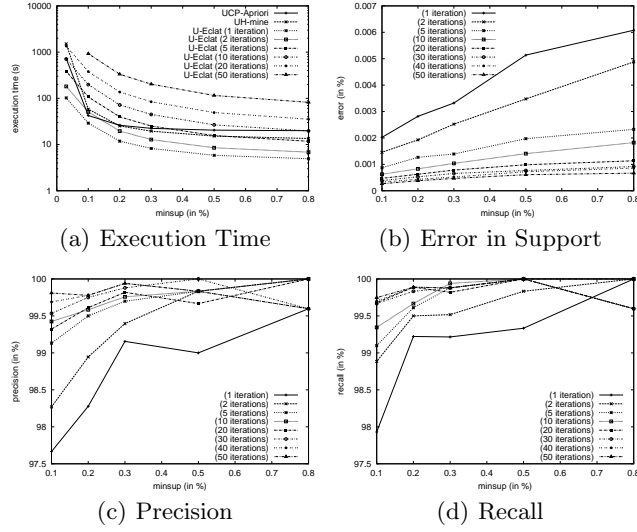 10000
1000
100
10
1
execution time (s)
0
0.1
0.2
0.3
0.4
0.5
0.6
0.7
0.8
minsup (in %)
UCP-Apriori
UH-mine
U-Eclat (1 iteration)
U-Eclat (2 iterations)
U-Eclat (5 iterations)
U-Eclat (10 iterations)
U-Eclat (20 iterations)
U-Eclat (50 iterations)
(a) Execution Time
0.007
0.006
0.005
0.004
0.003
0.002
0.001
0
error (in %)
0.1
0.2
0.3
0.4
0.5
0.6
0.7
0.8
minsup (in %)
(1 iteration)
(2 iterations)
(5 iterations)
(10 iterations)
(20 iterations)
(30 iterations)
(40 iterations)
(50 iterations)
(b) Error in Support
100
99.5
99
98.5
98
97.5
precision (in %)
0.1
0.2
0.3
0.4
0.5
0.6
0.7
0.8
minsup (in %)
(1 iteration)
(2 iterations)
(5 iterations)
(10 iterations)
(20 iterations)
(30 iterations)
(40 iterations)
(50 iterations)
(c) Precision
100
99.5
99
98.5
98
97.5
recall (in %)
0.1
0.2
0.3
0.4
0.5
0.6
0.7
0.8
minsup (in %)
(1 iteration)
(2 iterations)
(5 iterations)
(10 iterations)
(20 iterations)
(30 iterations)
(40 iterations)
(50 iterations)
(d) Recall